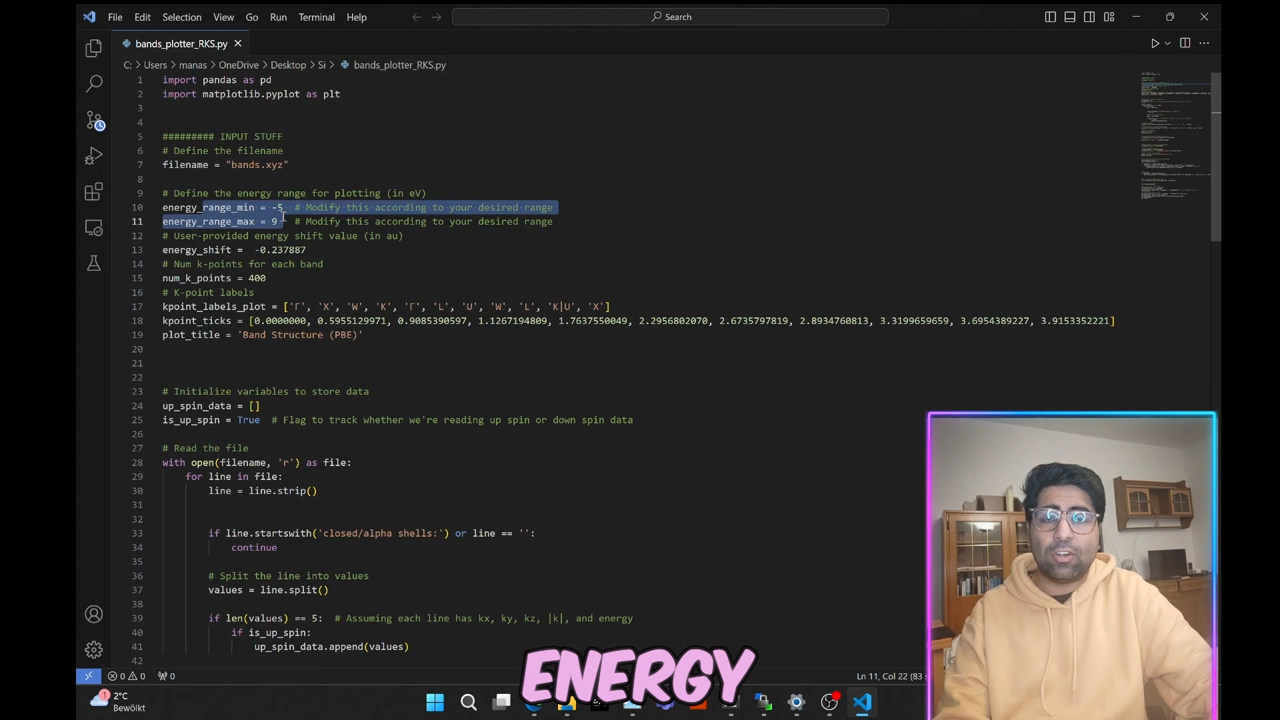 File Edit Selection View Go Run Terminal Help
Search
bands_plotter_RKS.py
C: > Users > manas > OneDrive > Desktop > Si > bands_plotter_RKS.py
1 import pandas as pd
2 import matplotlib.pyplot as plt
3
4
5 ######### INPUT STUFF
6 # Define the filename
7 filename = "bands.xyz"
8
9 # Define the energy range for plotting (in eV)
10 energy_range_min = -5 # Modify this according to your desired range
11 energy_range_max = 9 # Modify this according to your desired range
12 # User-provided energy shift value (in au)
13 energy_shift = -0.237887
14 # Num k-points for each band
15 num_k_points = 400
16 # K-point labels
17 kpoint_labels_plot = ['Γ', 'X', 'W', 'K', 'Γ', 'L', 'U', 'W', 'L', 'K|U', 'X']
18 kpoint_ticks = [0.0000000, 0.5955129971, 0.9085390597, 1.1267194809, 1.7637550049, 2.2956802070, 2.6735797819, 2.8934760813, 3.3199659659, 3.6954389227, 3.9153352221]
19 plot_title = 'Band Structure (PBE)'
20
21
22
23 # Initialize variables to store data
24 up_spin_data = []
25 is_up_spin = True # Flag to track whether we're reading up spin or down spin data
26
27 # Read the file
28 with open(filename, 'r') as file:
29 for line in file:
30 line = line.strip()
31
32
33 if line.startswith('closed/alpha shells:') or line == '':
34 continue
35
36 # Split the line into values
37 values = line.split()
38
39 if len(values) == 5: # Assuming each line has kx, ky, kz, |k|, and energy
40 if is_up_spin:
41 up_spin_data.append(values)
42
ENERGY
0 0 0 Ln 11, Col 22 (83 s
1 2°C
Bewölkt